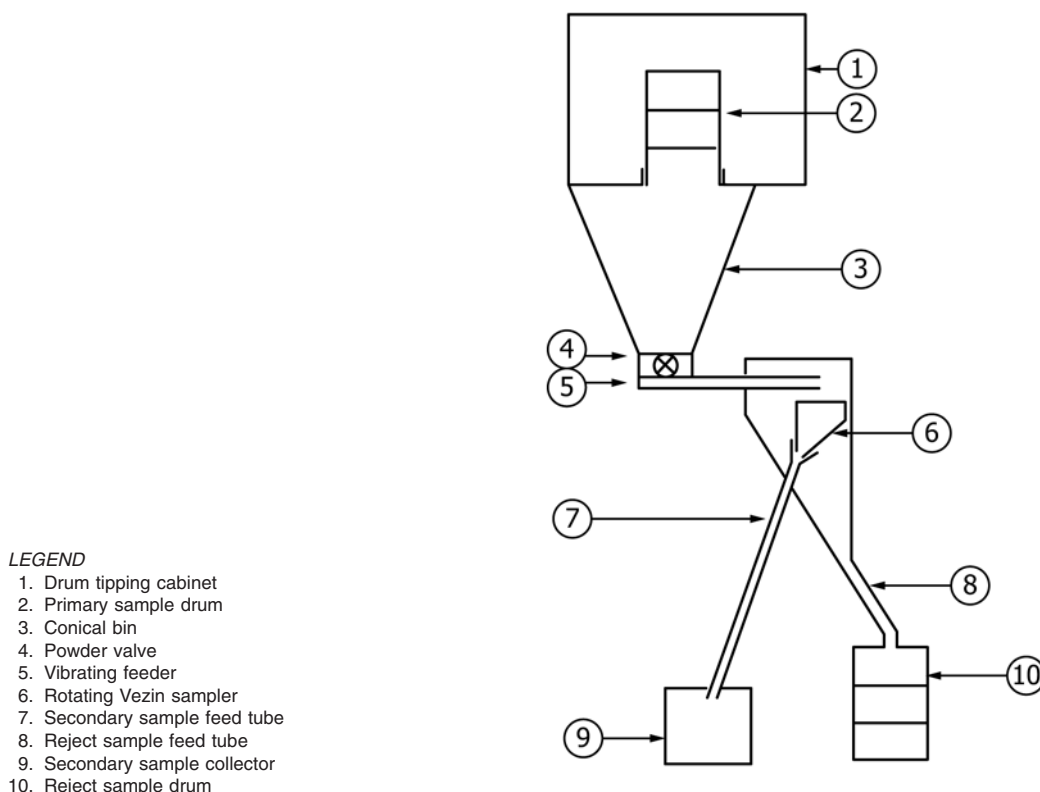 1
2
3
4
5
6
7
8
9
10
LEGEND
1. Drum tipping cabinet
2. Primary sample drum
3. Conical bin
4. Powder valve
5. Vibrating feeder
6. Rotating Vezin sampler
7. Secondary sample feed tube
8. Reject sample feed tube
9. Secondary sample collector
10. Reject sample drum